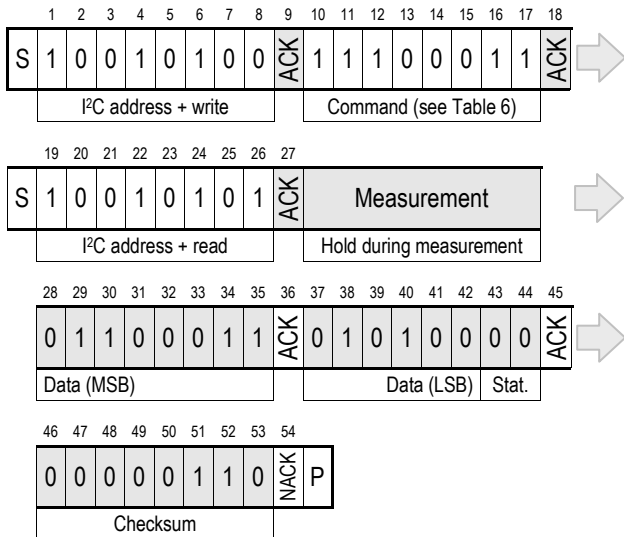 1 2 3 4 5 6 7 8 9 10 11 12 13 14 15 16 17 18
S 1 0 0 1 0 1 0 0 ACK 1 1 1 0 0 0 1 1 ACK
I²C address + write Command (see Table 6)
19 20 21 22 23 24 25 26 27
S 1 0 0 1 0 1 0 1 ACK Measurement
I²C address + read Hold during measurement
28 29 30 31 32 33 34 35 36 37 38 39 40 41 42 43 44 45
0 1 1 0 0 0 1 1 ACK 0 1 0 1 0 0 0 0 ACK
Data (MSB) Data (LSB) Stat.
46 47 48 49 50 51 52 53 54
0 0 0 0 0 1 1 0 NACK P
Checksum